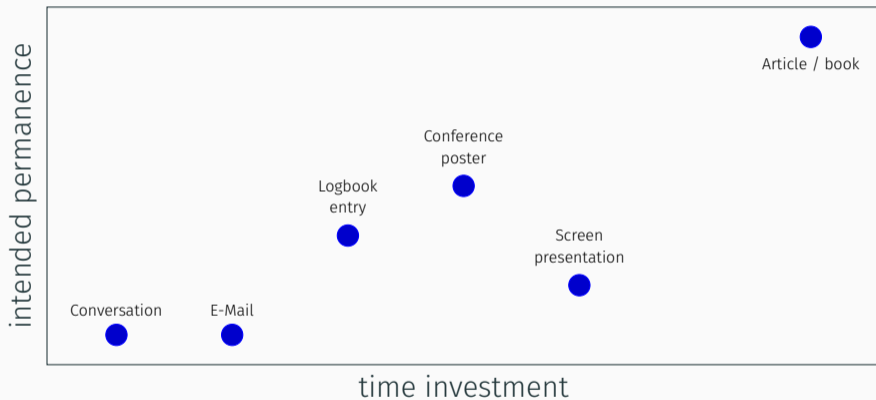 intended permanence
Article / book
Conference
poster
Logbook
entry
Screen
presentation
Conversation
E-Mail
time investment